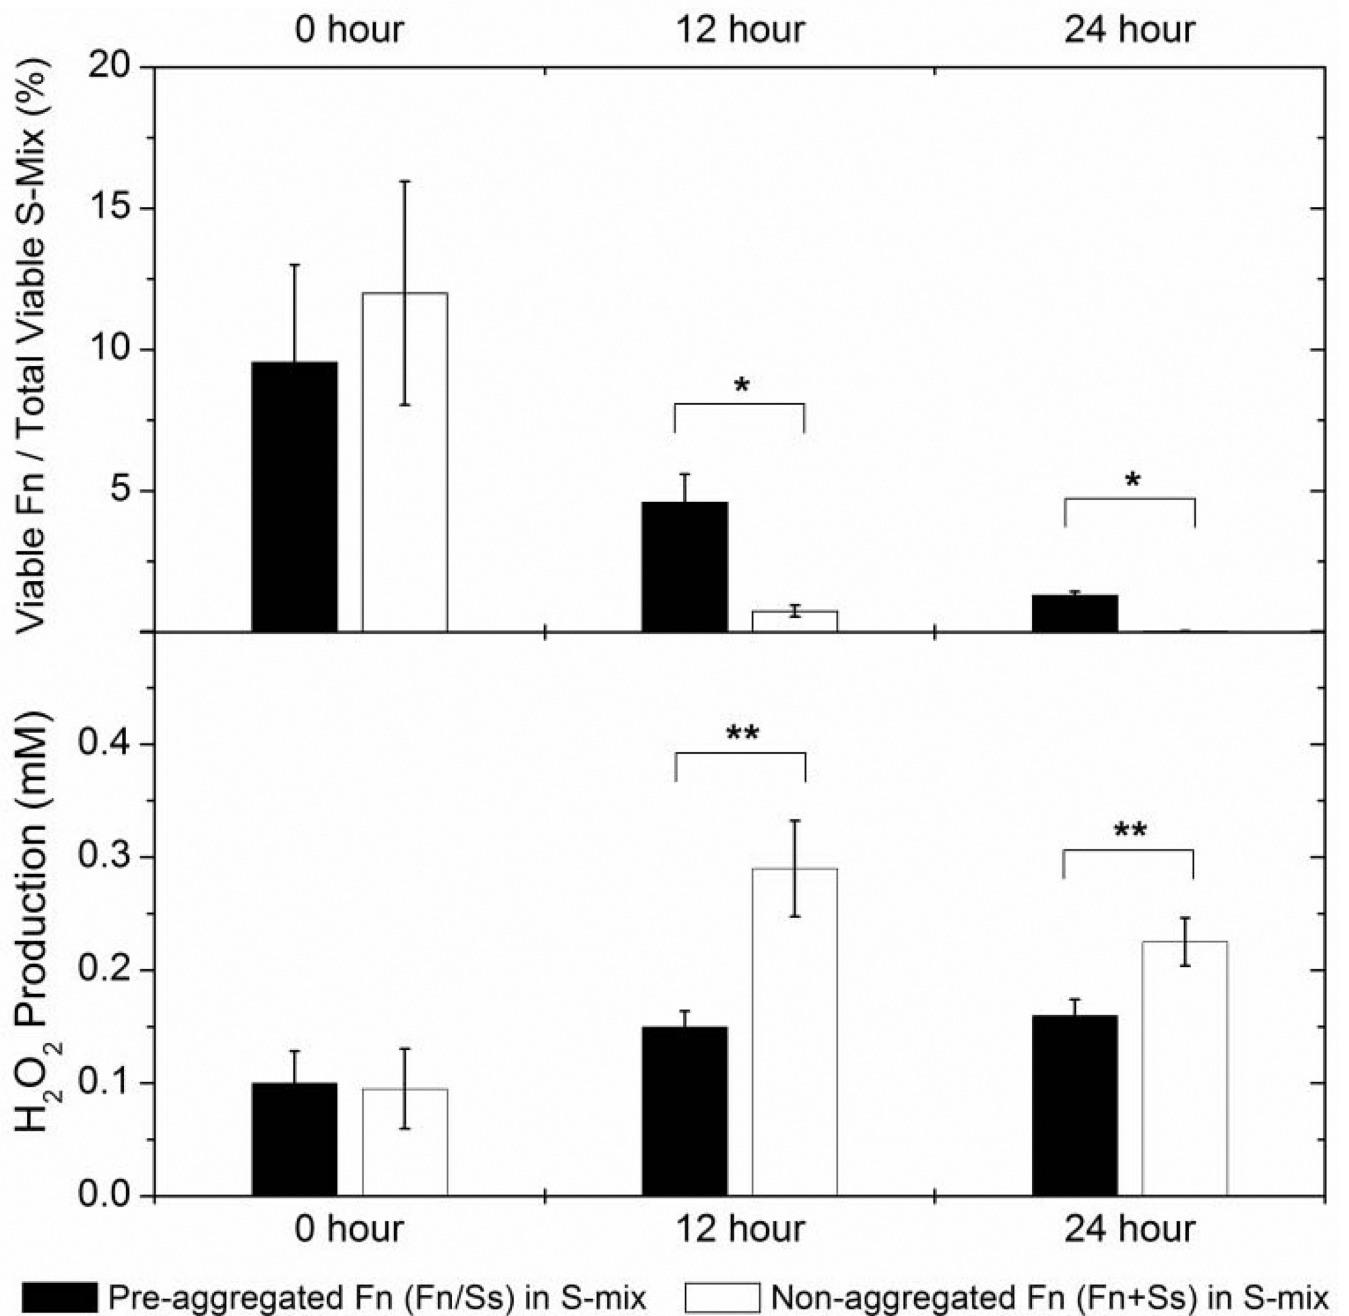 0 hour 12 hour 24 hour
Viable Fn / Total Viable S-Mix (%)
20
15
10
5
*
*
H₂O₂ Production (mM)
0.4
0.3
0.2
0.1
0.0
**
**
0 hour 12 hour 24 hour
Pre-aggregated Fn (Fn/Ss) in S-mix Non-aggregated Fn (Fn+Ss) in S-mix